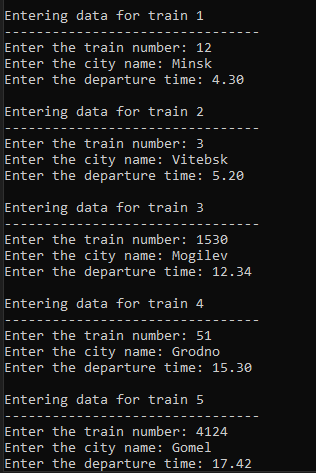 Entering data for train 1
--------------------------------
Enter the train number: 12
Enter the city name: Minsk
Enter the departure time: 4.30
Entering data for train 2
--------------------------------
Enter the train number: 3
Enter the city name: Vitebsk
Enter the departure time: 5.20
Entering data for train 3
--------------------------------
Enter the train number: 1530
Enter the city name: Mogilev
Enter the departure time: 12.34
Entering data for train 4
--------------------------------
Enter the train number: 51
Enter the city name: Grodno
Enter the departure time: 15.30
Entering data for train 5
--------------------------------
Enter the train number: 4124
Enter the city name: Gomel
Enter the departure time: 17.42